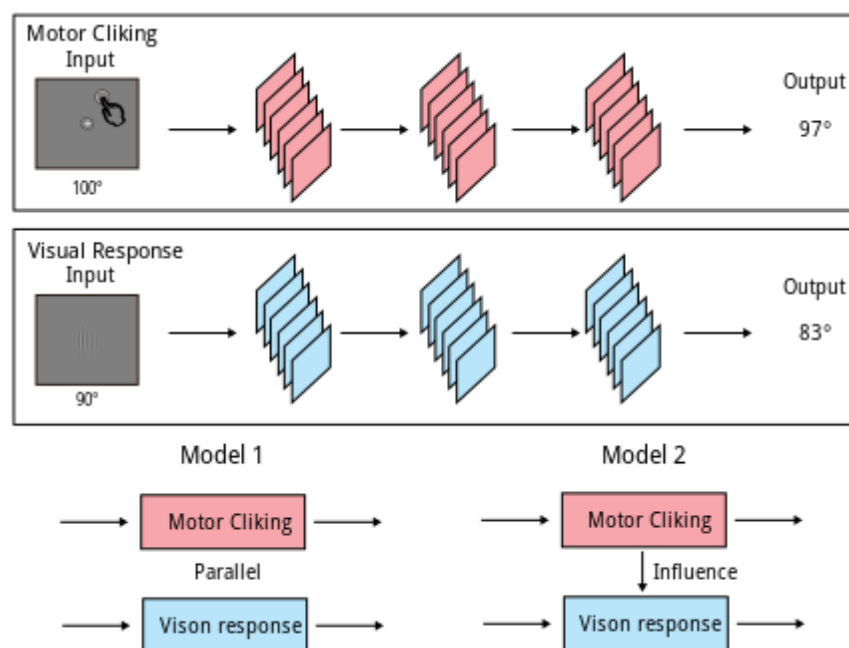 Motor Cliking
Input
Output
97°
100°
Visual Response
Input
Output
83°
90°
Model 1
Model 2
Motor Cliking
Motor Cliking
Parallel
Influence
Vison response
Vison response